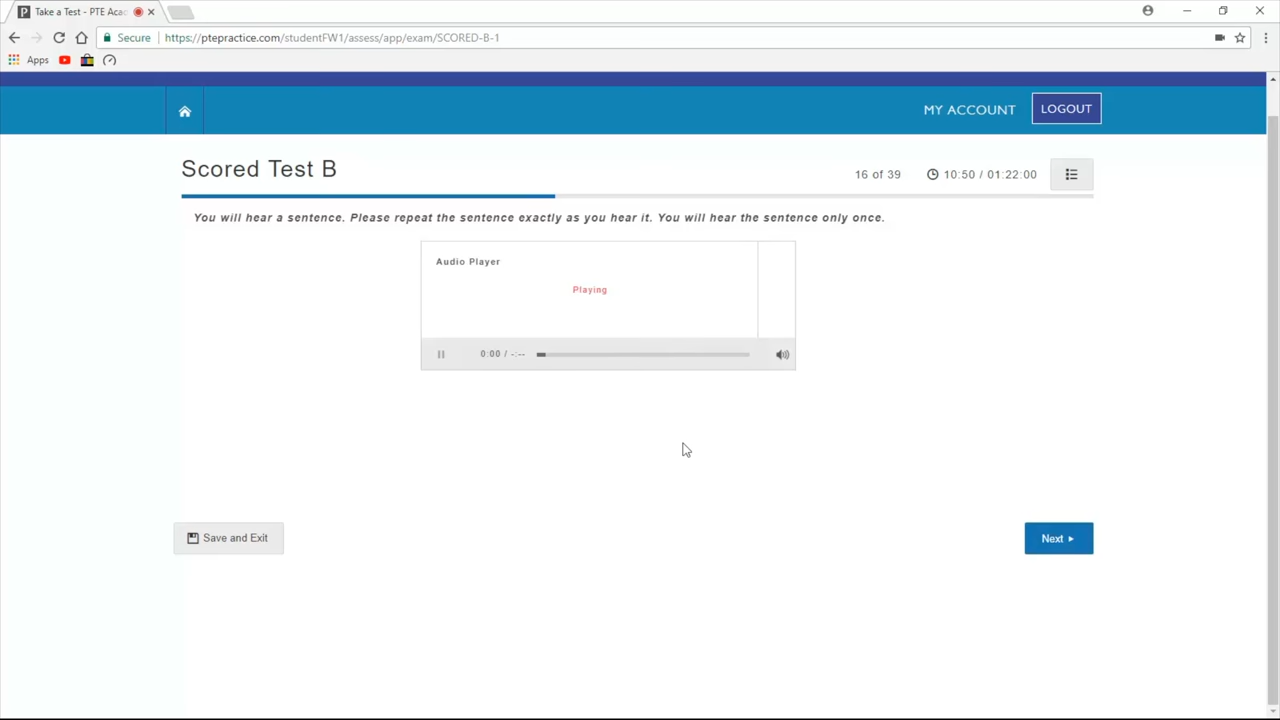 Take a Test - PTE Aca
Secure
https://ptepractice.com/studentFW1/assess/app/exam/SCORED-B-1
Apps
MY ACCOUNT
LOGOUT
Scored Test B
16 of 39
10:50 / 01:22:00
You will hear a sentence. Please repeat the sentence exactly as you hear it. You will hear the sentence only once.
Audio Player
Playing
0:00 / -:--
Save and Exit
Next